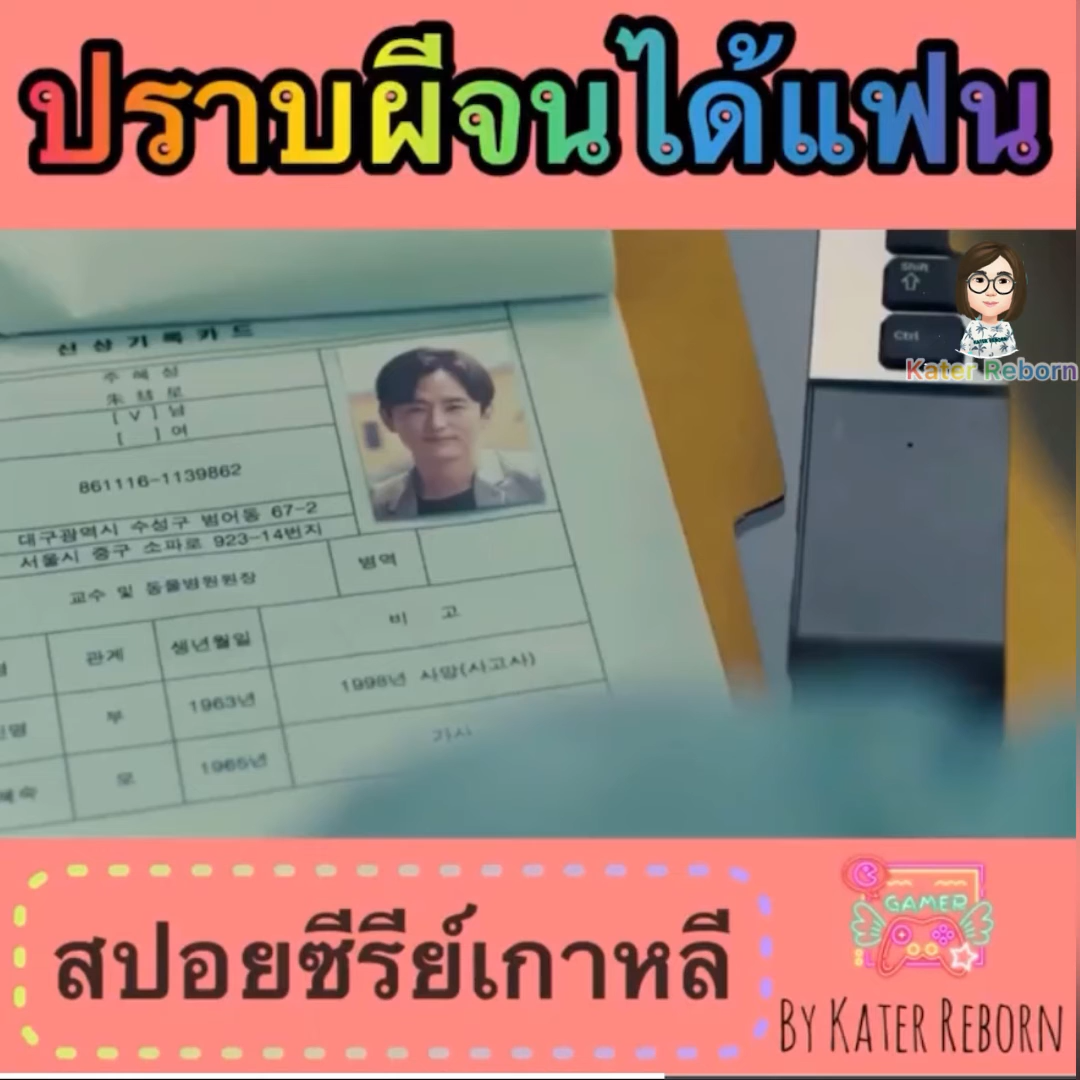 ปราบผีจนได้แฟน
Shift
Ctrl
Kater Reborn
신 상 기 록 카 드
주 혜 성
[ V ] 남
[ ] 여
861116-1139862
대구광역시 수성구 범어동 67-2
서울시 중구 소파로 923-14번지
교수 및 동물병원원장
병역
관계
생년월일
비 고
부
1963년
1998년 사망(사고사)
모
1965년
가사
สปอยซีรีย์เกาหลี
GAMER
BY KATER REBORN